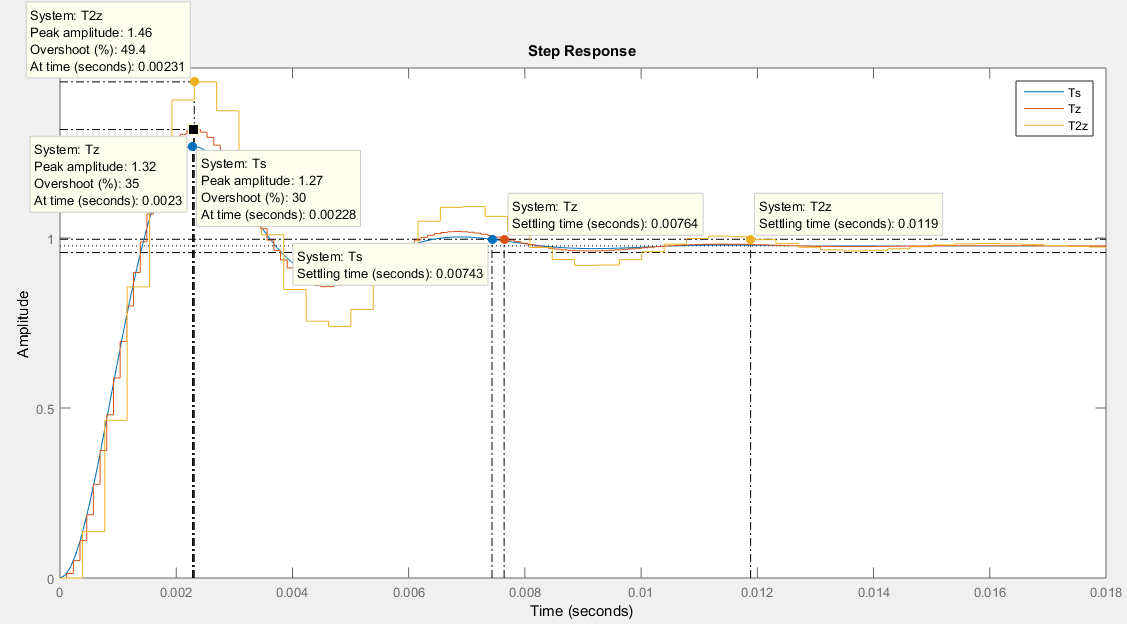 System: T2z
Peak amplitude: 1.46
Overshoot (%): 49.4
At time (seconds): 0.00231
Step Response
Ts
Tz
T2z
System: Tz
Peak amplitude: 1.32
Overshoot (%): 35
At time (seconds): 0.0023
System: Ts
Peak amplitude: 1.27
Overshoot (%): 30
At time (seconds): 0.00228
System: Tz
Settling time (seconds): 0.00764
System: T2z
Settling time (seconds): 0.0119
System: Ts
Settling time (seconds): 0.00743
1
0.5
0
Amplitude
0
0.002
0.004
0.006
0.008
0.01
0.012
0.014
0.016
0.018
Time (seconds)